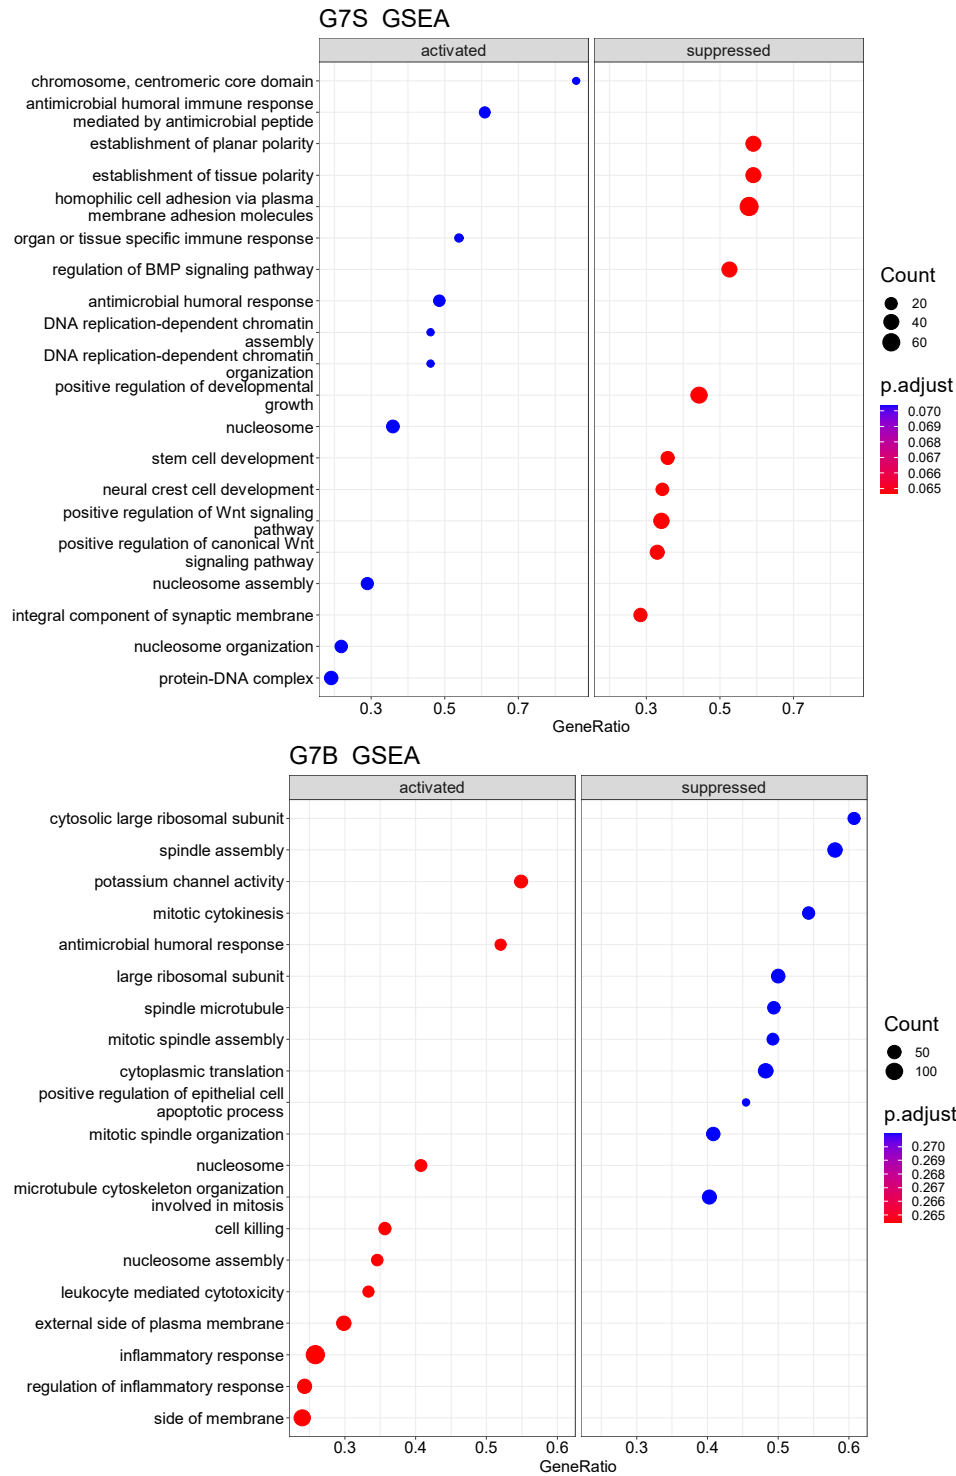 G7S  GSEA
activated
suppressed
chromosome, centromeric core domain
antimicrobial humoral immune response
mediated by antimicrobial peptide
establishment of planar polarity
establishment of tissue polarity
homophilic cell adhesion via plasma
membrane adhesion molecules
organ or tissue specific immune response
regulation of BMP signaling pathway
antimicrobial humoral response
DNA replication-dependent chromatin
assembly
DNA replication-dependent chromatin
organization
positive regulation of developmental
growth
nucleosome
stem cell development
neural crest cell development
positive regulation of Wnt signaling
pathway
positive regulation of canonical Wnt
signaling pathway
nucleosome assembly
integral component of synaptic membrane
nucleosome organization
protein-DNA complex
0.3 0.5 0.7
0.3 0.5 0.7
GeneRatio
Count
20
40
60
p.adjust
0.070
0.069
0.068
0.067
0.066
0.065
G7B  GSEA
activated
suppressed
cytosolic large ribosomal subunit
spindle assembly
potassium channel activity
mitotic cytokinesis
antimicrobial humoral response
large ribosomal subunit
spindle microtubule
mitotic spindle assembly
cytoplasmic translation
positive regulation of epithelial cell
apoptotic process
mitotic spindle organization
nucleosome
microtubule cytoskeleton organization
involved in mitosis
cell killing
nucleosome assembly
leukocyte mediated cytotoxicity
external side of plasma membrane
inflammatory response
regulation of inflammatory response
side of membrane
0.3 0.4 0.5 0.6
0.3 0.4 0.5 0.6
GeneRatio
Count
50
100
p.adjust
0.270
0.269
0.268
0.267
0.266
0.265